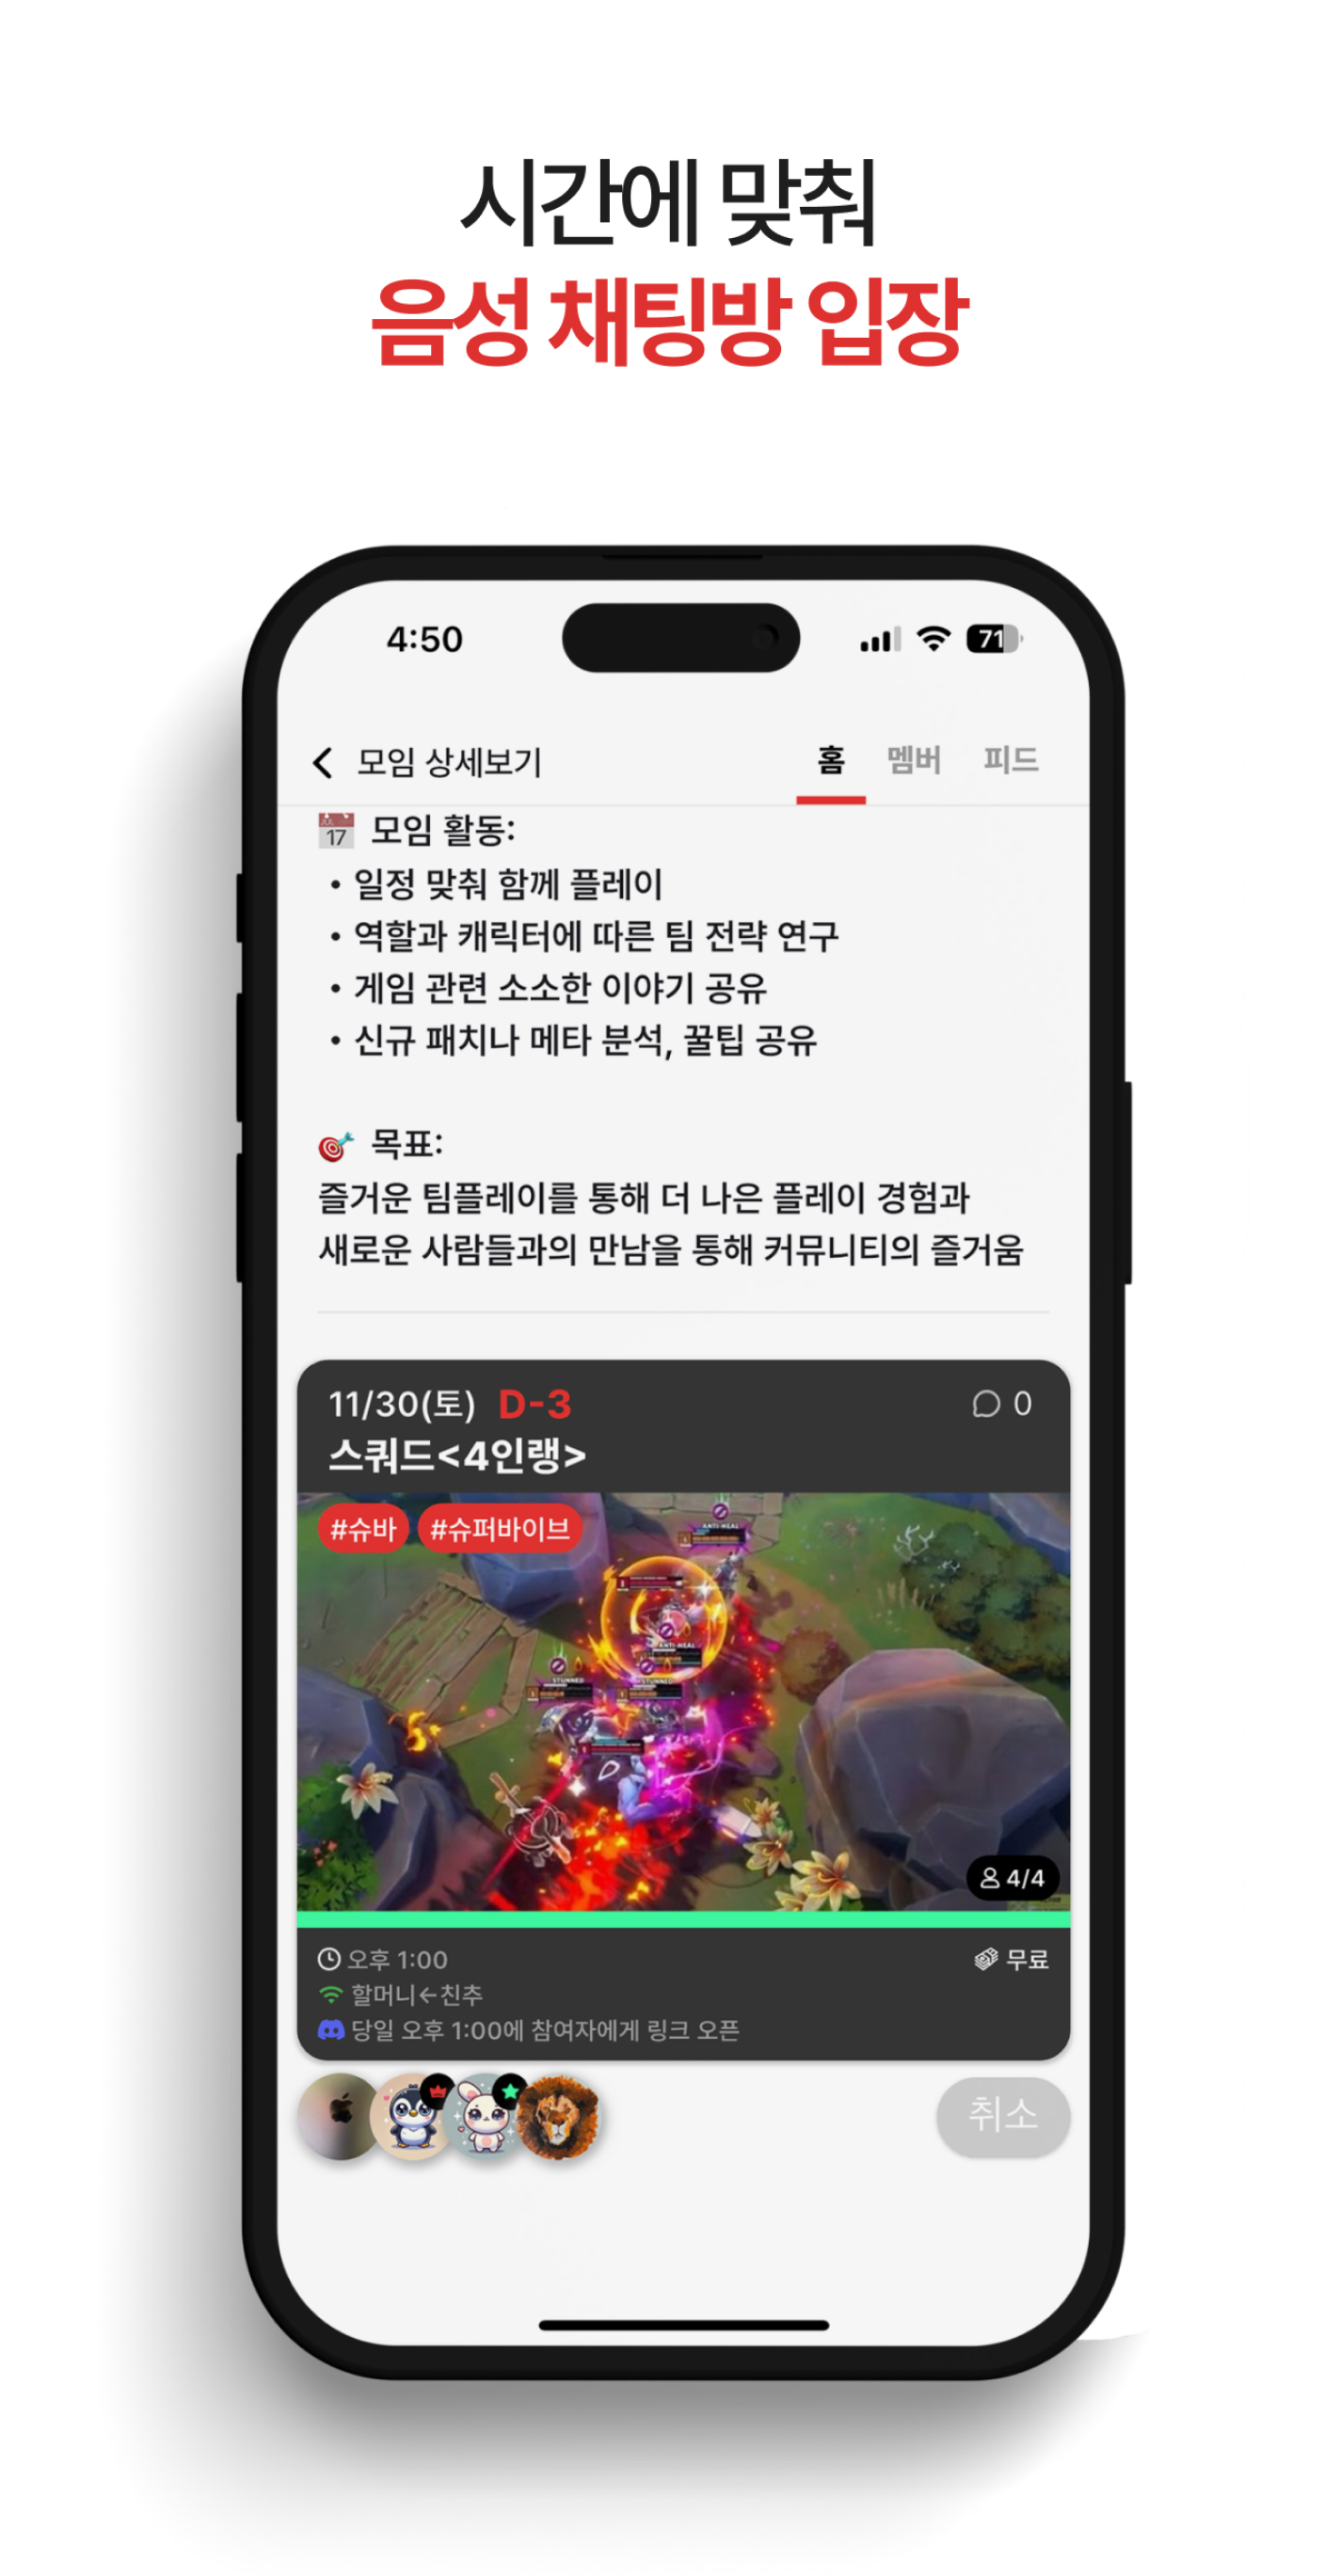 시간에 맞춰
음성 채팅방 입장
4:50
71
모임 상세보기
홈 멤버 피드
JUL 17 모임 활동:
• 일정 맞춰 함께 플레이
• 역할과 캐릭터에 따른 팀 전략 연구
• 게임 관련 소소한 이야기 공유
• 신규 패치나 메타 분석, 꿀팁 공유
목표:
즐거운 팀플레이를 통해 더 나은 플레이 경험과
새로운 사람들과의 만남을 통해 커뮤니티의 즐거움
11/30(토) D-3 0
스쿼드<4인랭>
#슈바 #슈퍼바이브
ANTI-HEAL
ANTI-HEAL
STUNNED STUNNED
4/4
오후 1:00 무료
할머니←친추
당일 오후 1:00에 참여자에게 링크 오픈
취소